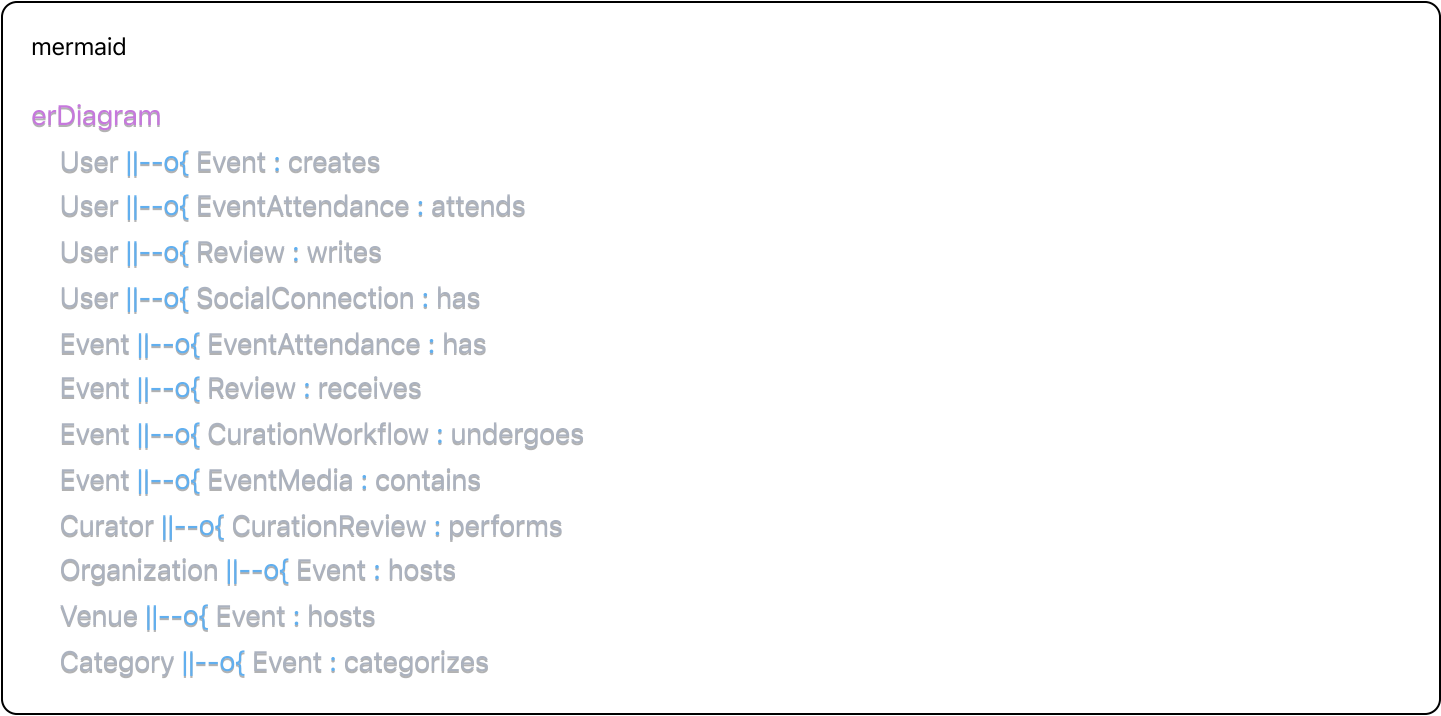 mermaid
erDiagram
User ||--o{ Event : creates
User ||--o{ EventAttendance : attends
User ||--o{ Review : writes
User ||--o{ SocialConnection : has
Event ||--o{ EventAttendance : has
Event ||--o{ Review : receives
Event ||--o{ CurationWorkflow : undergoes
Event ||--o{ EventMedia : contains
Curator ||--o{ CurationReview : performs
Organization ||--o{ Event : hosts
Venue ||--o{ Event : hosts
Category ||--o{ Event : categorizes